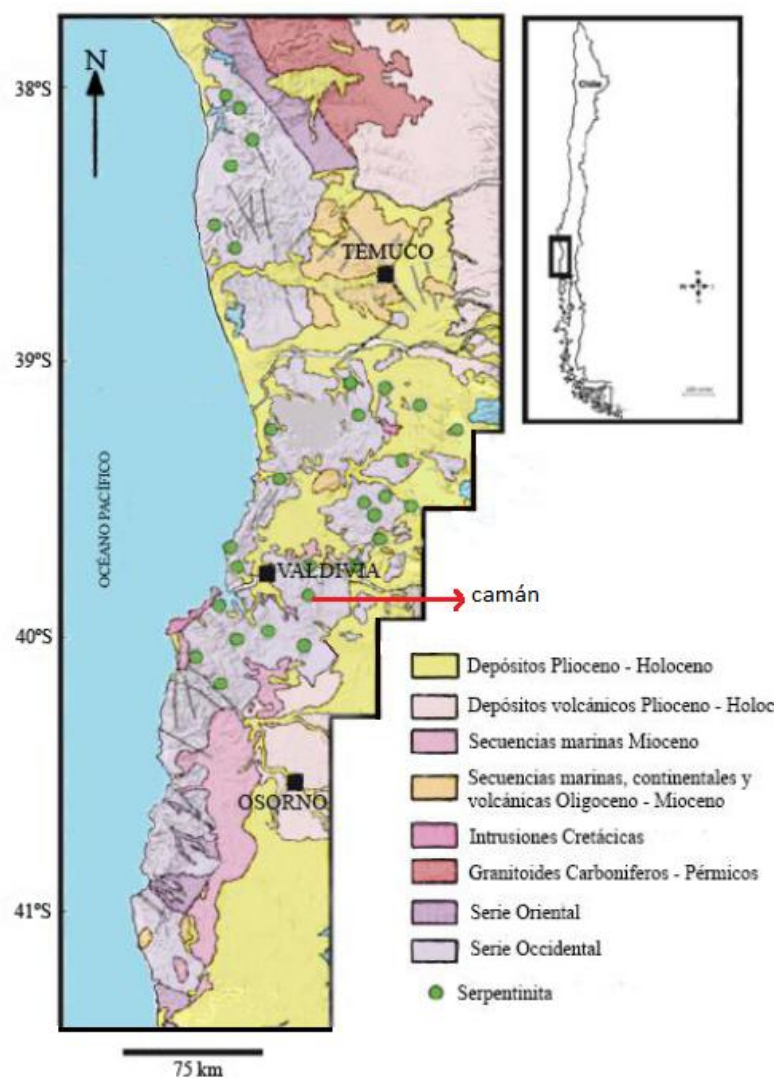 N
38°S
Chile
TEMUCO
39°S
OCÉANO PACÍFICO
VALDIVIA
camán
40°S
Depósitos Plioceno - Holoceno
Depósitos volcánicos Plioceno - Holoc
Secuencias marinas Mioceno
OSORNO
Secuencias marinas, continentales y
volcánicas Oligoceno - Mioceno
Intrusiones Cretácicas
Granitoides Carboníferos - Pérmicos
41°S
Serie Oriental
Serie Occidental
Serpentinita
75 km